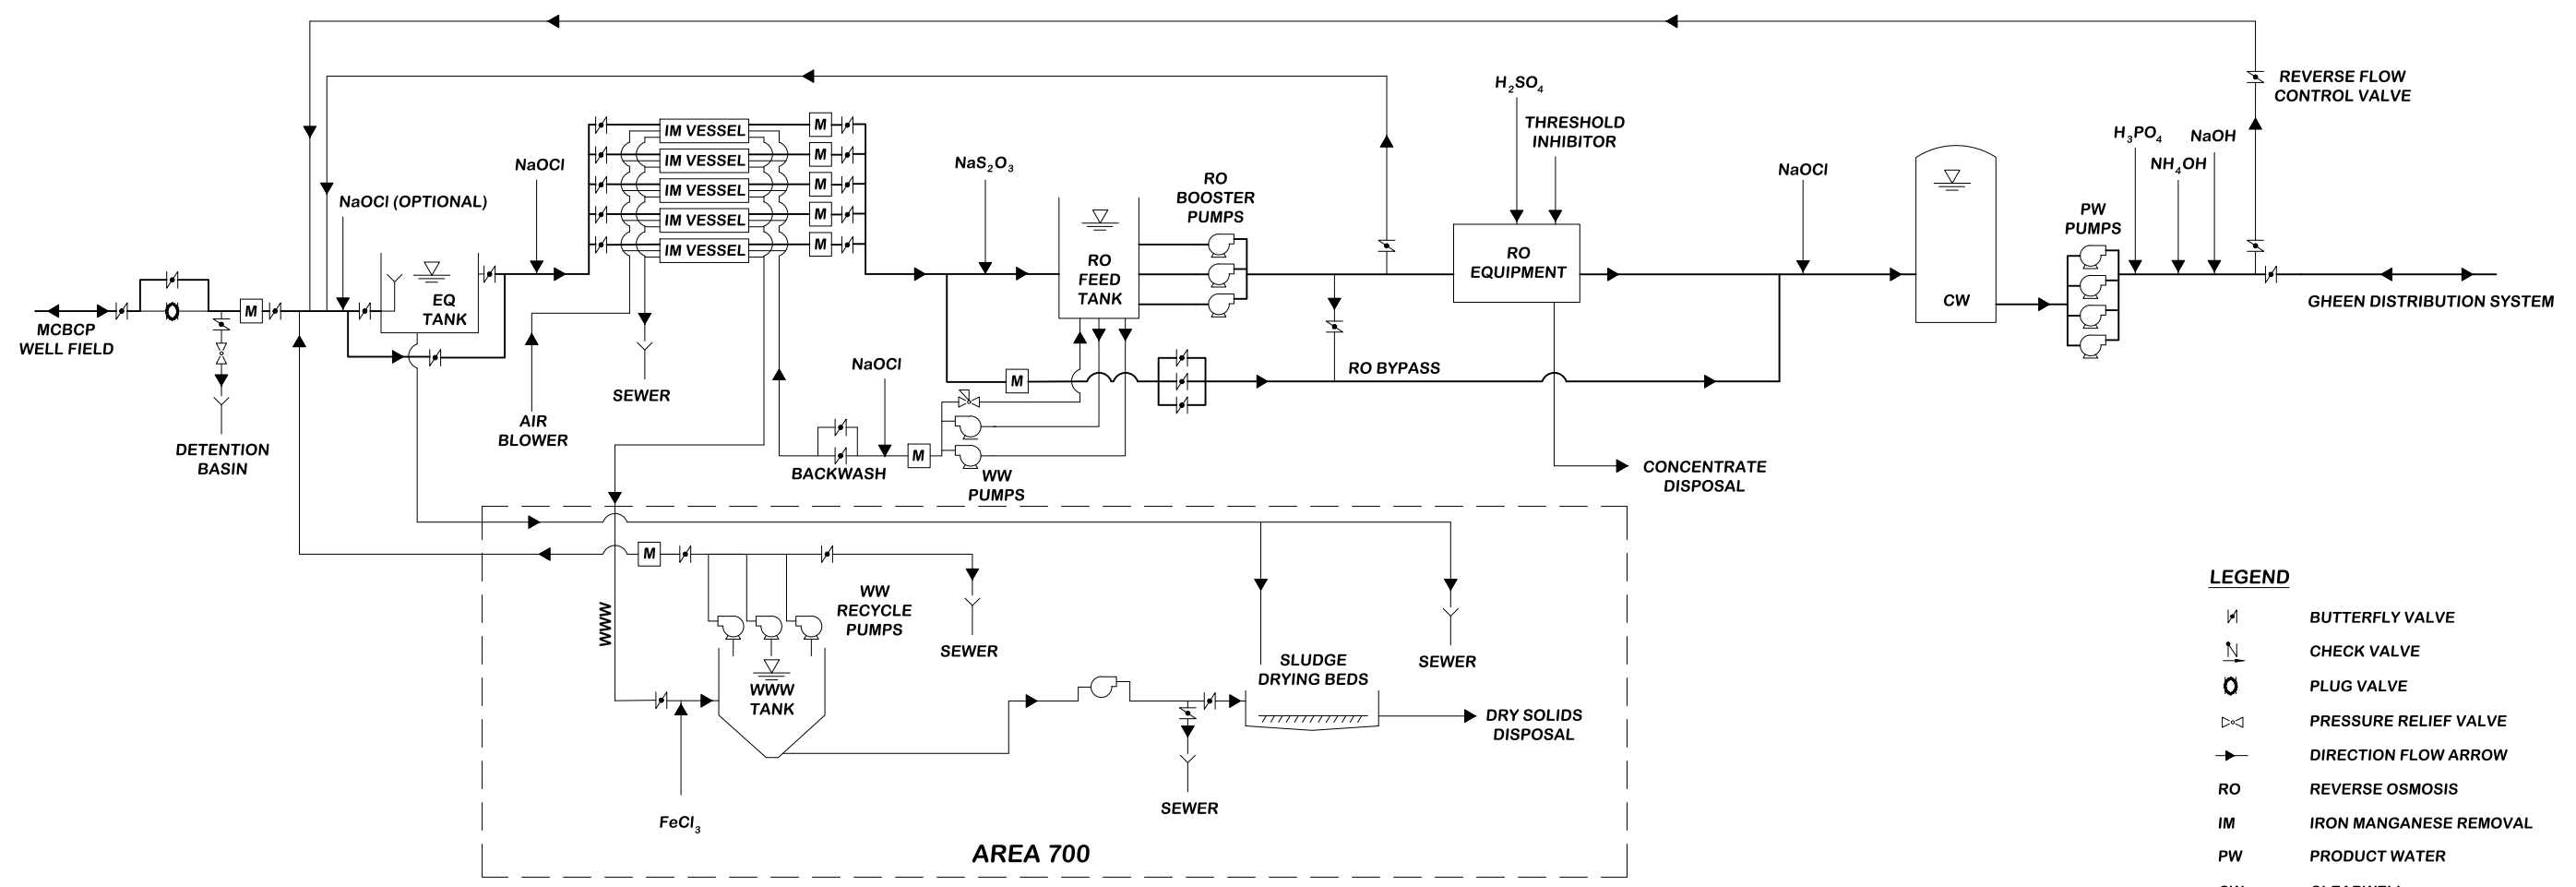 REVERSE FLOW
CONTROL VALVE
H2SO4
THRESHOLD
INHIBITOR
H3PO4
NaOH
NH4OH
NaOCl
NaS2O3
NaOCl
NaOCl (OPTIONAL)
IM VESSEL
M
IM VESSEL
M
IM VESSEL
M
IM VESSEL
M
IM VESSEL
M
RO
BOOSTER
PUMPS
PW
PUMPS
RO
FEED
TANK
RO
EQUIPMENT
CW
GHEEN DISTRIBUTION SYSTEM
EQ
TANK
M
MCBCP
WELL FIELD
DETENTION
BASIN
AIR
BLOWER
SEWER
NaOCl
M
RO BYPASS
BACKWASH
M
WW
PUMPS
CONCENTRATE
DISPOSAL
M
WW
RECYCLE
PUMPS
WWW
SEWER
WWW
TANK
SLUDGE
DRYING BEDS
SEWER
DRY SOLIDS
DISPOSAL
SEWER
FeCl3
AREA 700
LEGEND
BUTTERFLY VALVE
CHECK VALVE
PLUG VALVE
PRESSURE RELIEF VALVE
DIRECTION FLOW ARROW
RO REVERSE OSMOSIS
IM IRON MANGANESE REMOVAL
PW PRODUCT WATER